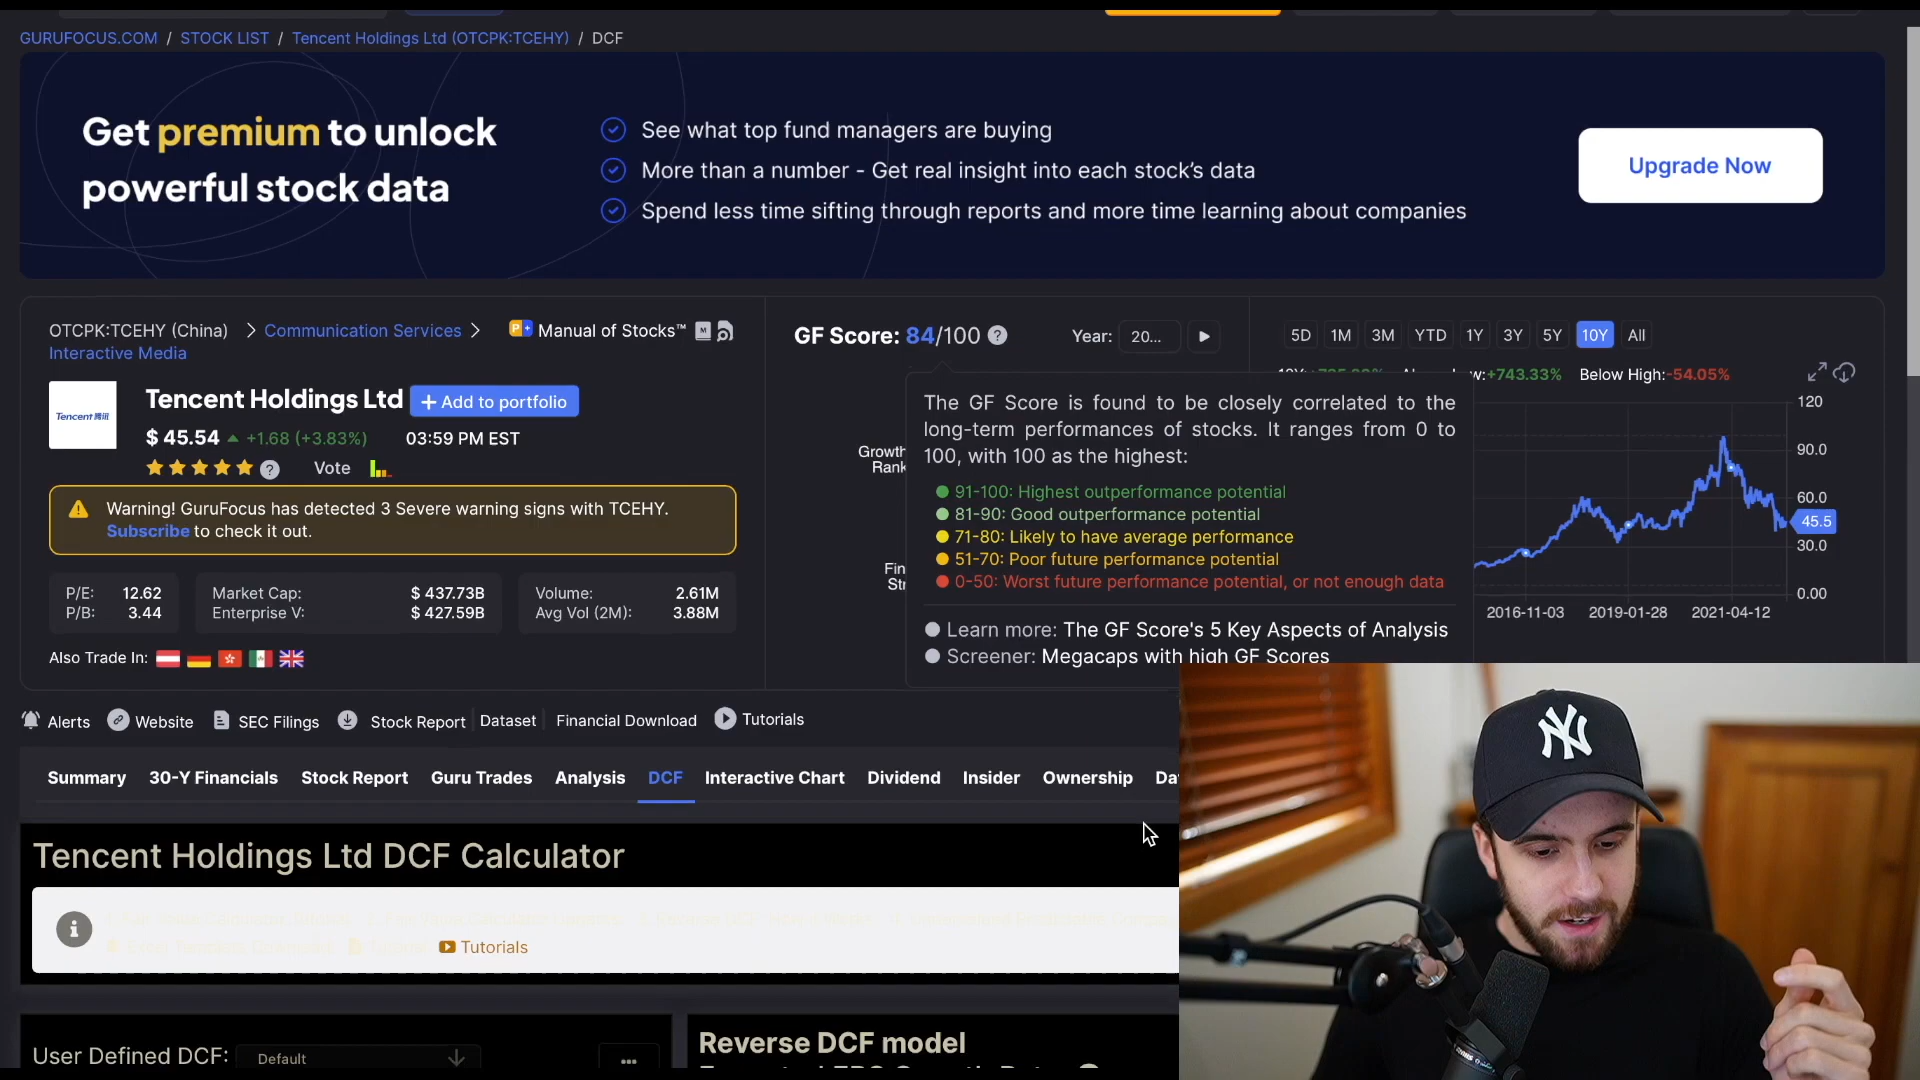 GURUFOCUS.COM / STOCK LIST / Tencent Holdings Ltd (OTCPK:TCEHY) / DCF
Get premium to unlock
powerful stock data
See what top fund managers are buying
More than a number - Get real insight into each stock's data
Spend less time sifting through reports and more time learning about companies
Upgrade Now
OTCPK:TCEHY (China) > Communication Services >
Interactive Media
P+ Manual of Stocks™ M
Tencent 腾讯
Tencent Holdings Ltd
+ Add to portfolio
$ 45.54 +1.68 (+3.83%) 03:59 PM EST
? Vote
Warning! GuruFocus has detected 3 Severe warning signs with TCEHY.
Subscribe to check it out.
P/E: 12.62
P/B: 3.44
Market Cap: $ 437.73B
Enterprise V: $ 427.59B
Volume: 2.61M
Avg Vol (2M): 3.88M
Also Trade In:
GF Score: 84/100 ?
Year: 20...
Growth
Rank
Fin
Str
The GF Score is found to be closely correlated to the
long-term performances of stocks. It ranges from 0 to
100, with 100 as the highest:
91-100: Highest outperformance potential
81-90: Good outperformance potential
71-80: Likely to have average performance
51-70: Poor future performance potential
0-50: Worst future performance potential, or not enough data
Learn more: The GF Score's 5 Key Aspects of Analysis
Screener: Megacaps with high GF Scores
5D 1M 3M YTD 1Y 3Y 5Y 10Y All
w:+743.33% Below High:-54.05%
120
90.0
60.0
45.5
30.0
0.00
2016-11-03 2019-01-28 2021-04-12
Alerts Website SEC Filings Stock Report Dataset Financial Download Tutorials
Summary 30-Y Financials Stock Report Guru Trades Analysis DCF Interactive Chart Dividend Insider Ownership Da
Tencent Holdings Ltd DCF Calculator
Tutorials
User Defined DCF: Default ...
Reverse DCF model
NY